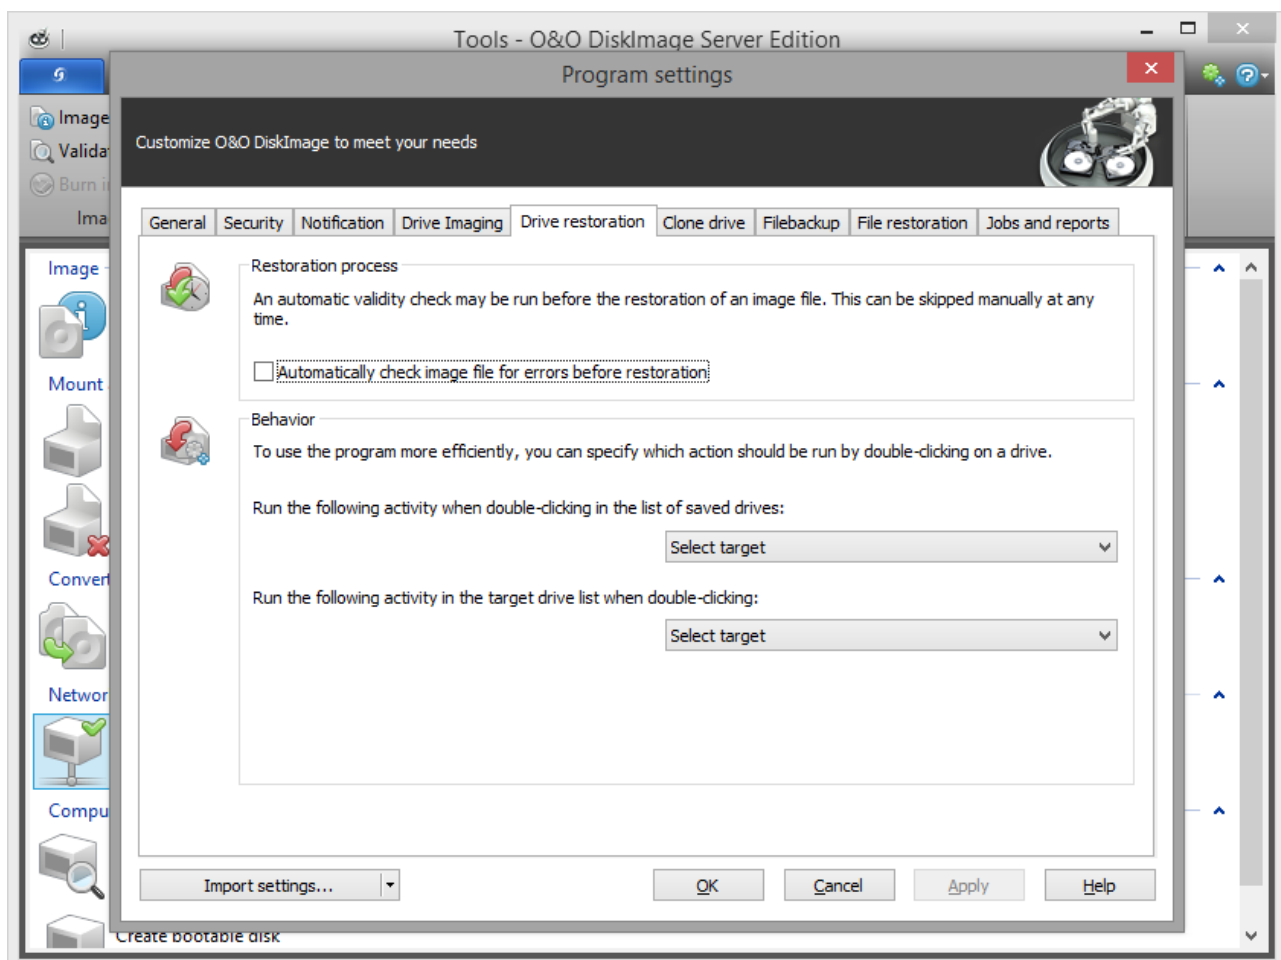 Tools - O&O DiskImage Server Edition
Program settings
Image
Valida
Burn i
Ima
Customize O&O DiskImage to meet your needs
General Security Notification Drive Imaging Drive restoration Clone drive Filebackup File restoration Jobs and reports
Image
Restoration process
An automatic validity check may be run before the restoration of an image file. This can be skipped manually at any
time.
Automatically check image file for errors before restoration
Mount
Behavior
To use the program more efficiently, you can specify which action should be run by double-clicking on a drive.
Run the following activity when double-clicking in the list of saved drives:
Select target
Convert
Run the following activity in the target drive list when double-clicking:
Select target
Networ
Compu
Import settings... OK Cancel Apply Help
Create bootable disk